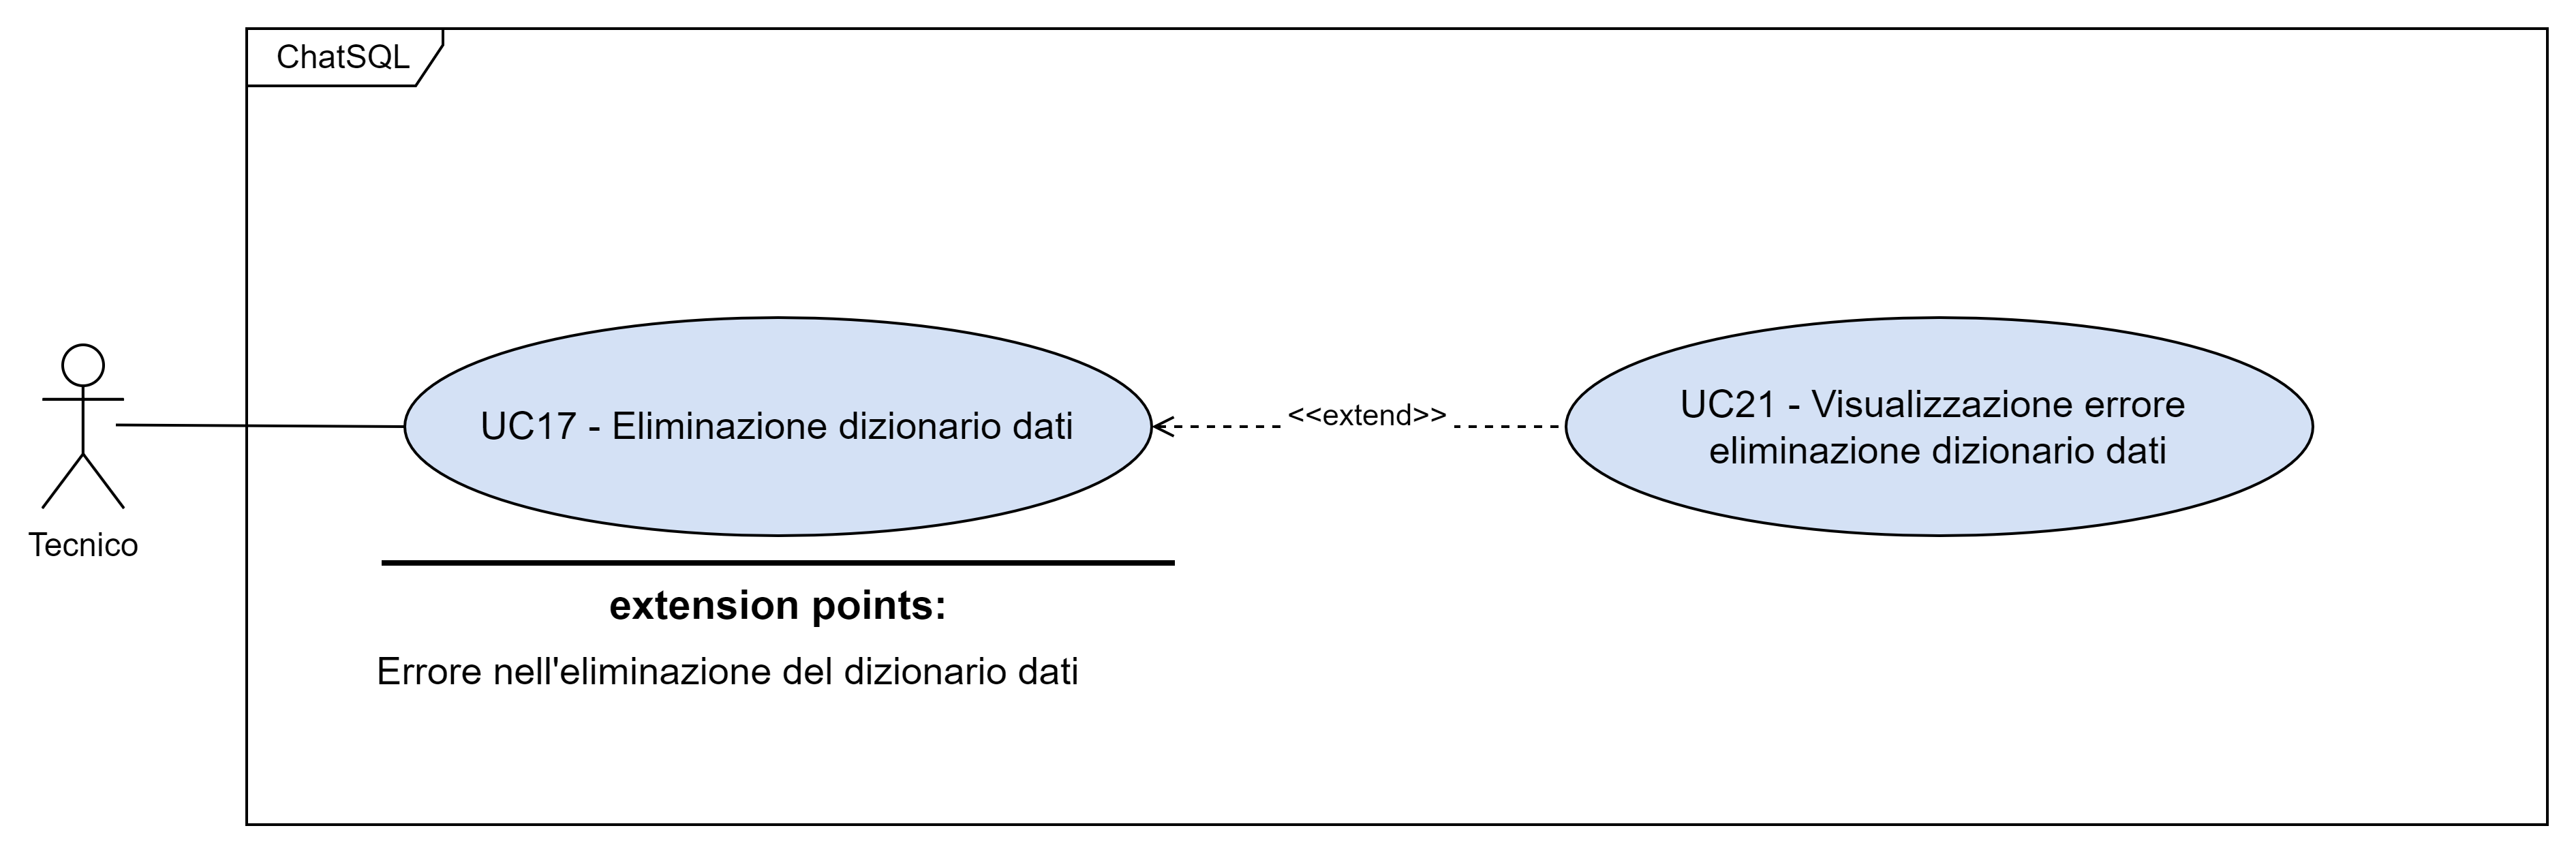 ChatSQL
Tecnico
UC17 - Eliminazione dizionario dati
<<extend>>
UC21 - Visualizzazione errore
eliminazione dizionario dati
extension points:
Errore nell'eliminazione del dizionario dati